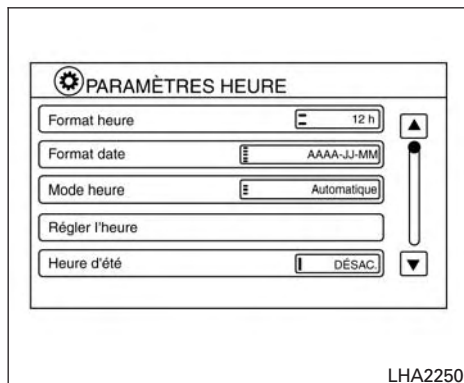 PARAMÈTRES HEURE
Format heure 12 h
Format date AAAA-JJ-MM
Mode heure Automatique
Régler l'heure
Heure d'été DÉSAC.
LHA2250